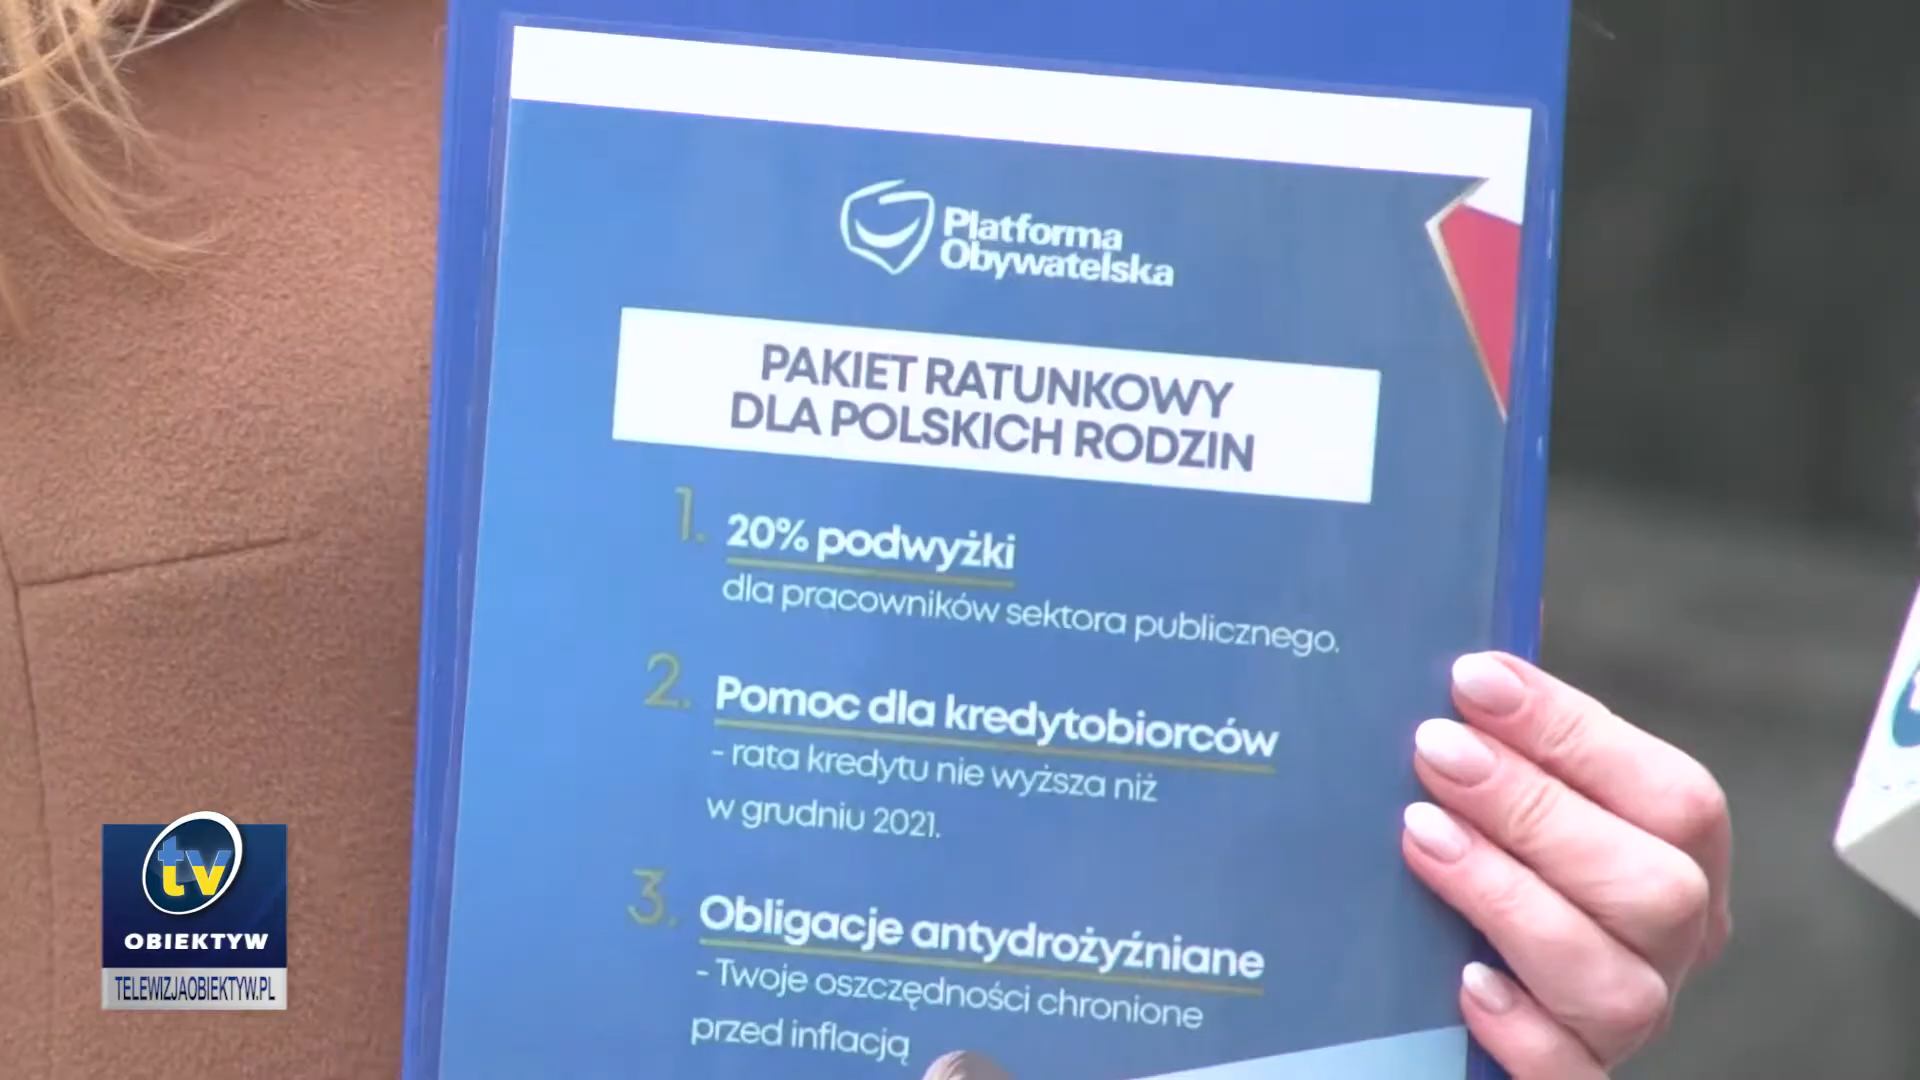 Platforma
Obywatelska
PAKIET RATUNKOWY
DLA POLSKICH RODZIN
1. 20% podwyżki
dla pracowników sektora publicznego.
2. Pomoc dla kredytobiorców
- rata kredytu nie wyższa niż
w grudniu 2021.
3. Obligacje antydrożyźniane
- Twoje oszczędności chronione
przed inflacją
tv
OBIEKTYW
TELEWIZJAOBIEKTYW.PL